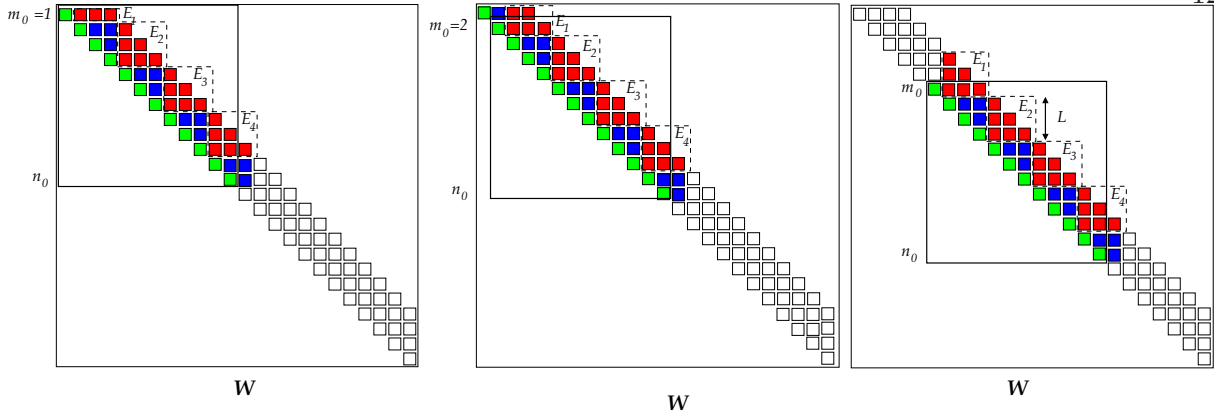 12
m₀=1
E₁
E₂
E₃
E₄
n₀
W
m₀=2
E₁
E₂
E₃
E₄
n₀
W
m₀
E₁
E₂
L
E₃
E₄
n₀
W